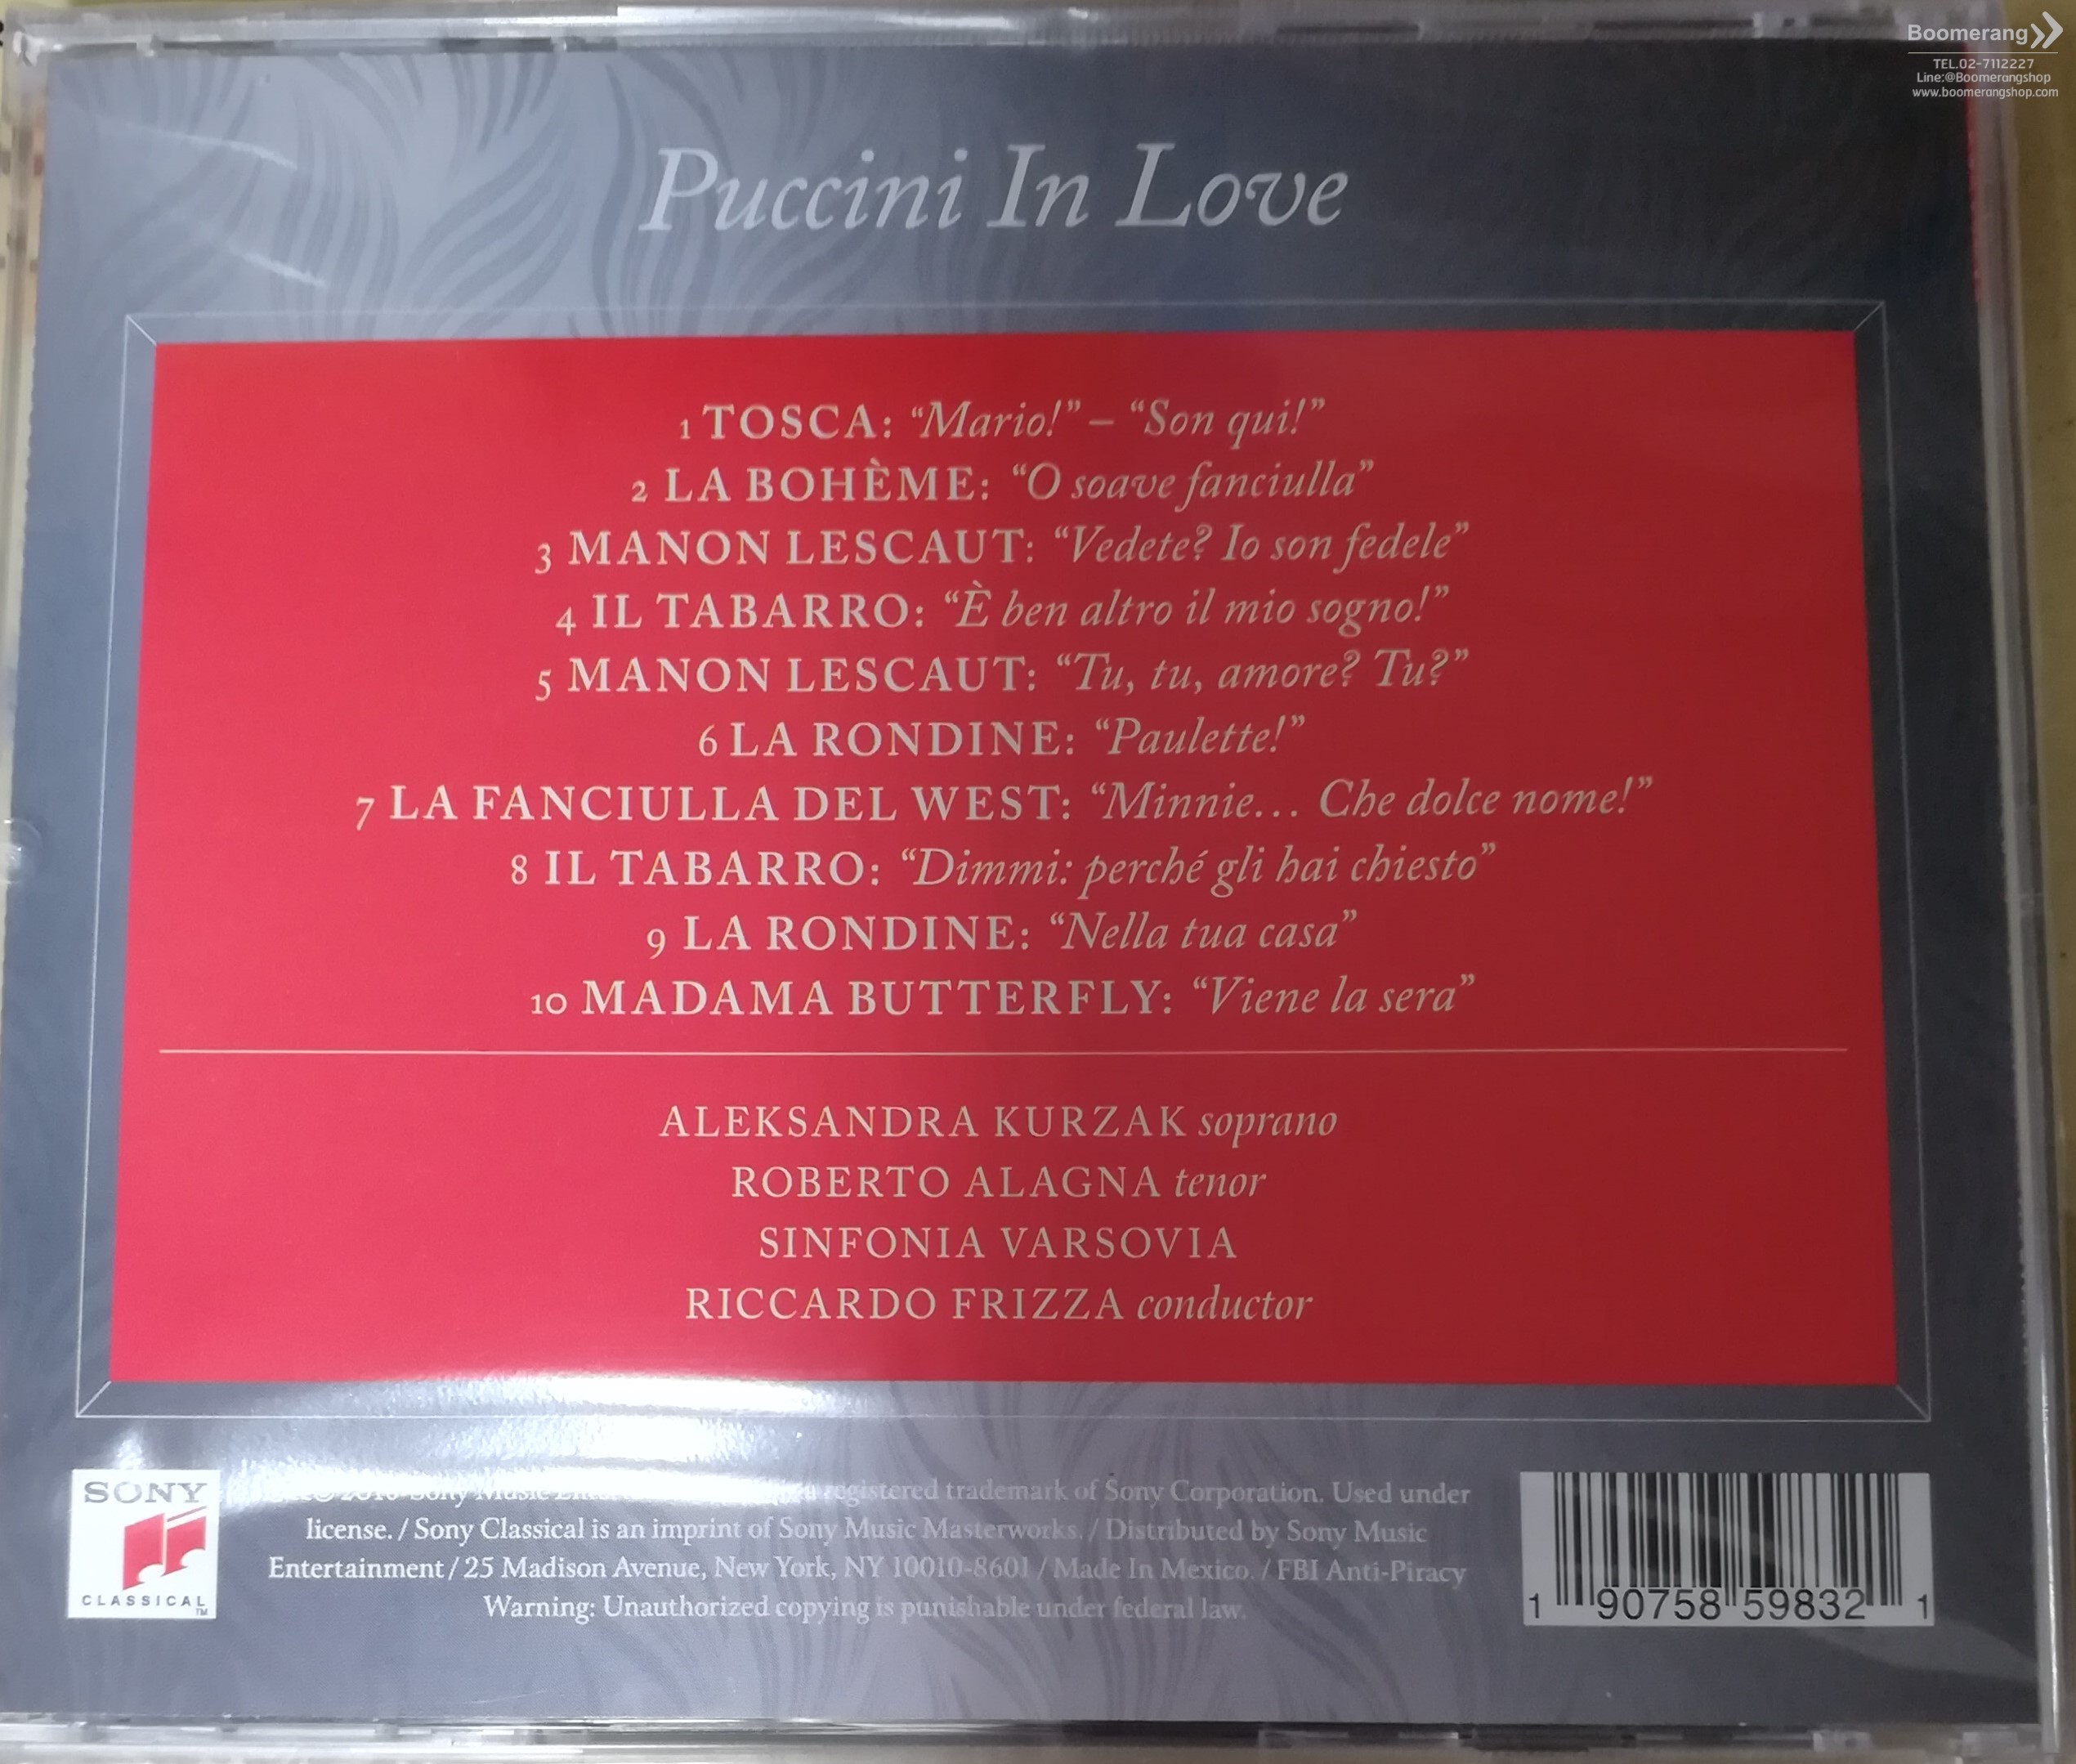 Boomerang
TEL.02-7112227
Line:@Boomerangshop
www.boomerangshop.com
Puccini In Love
1 TOSCA: “Mario!” – “Son qui!”
2 LA BOHÈME: “O soave fanciulla”
3 MANON LESCAUT: “Vedete? Io son fedele”
4 IL TABARRO: “È ben altro il mio sogno!”
5 MANON LESCAUT: “Tu, tu, amore? Tu?”
6 LA RONDINE: “Paulette!”
7 LA FANCIULLA DEL WEST: “Minnie... Che dolce nome!”
8 IL TABARRO: “Dimmi: perché gli hai chiesto”
9 LA RONDINE: “Nella tua casa”
10 MADAMA BUTTERFLY: “Viene la sera”
ALEKSANDRA KURZAK soprano
ROBERTO ALAGNA tenor
SINFONIA VARSOVIA
RICCARDO FRIZZA conductor
SONY
CLASSICAL
TM
Sony Music registered trademark of Sony Corporation. Used under
license. / Sony Classical is an imprint of Sony Music Masterworks. / Distributed by Sony Music
Entertainment / 25 Madison Avenue, New York, NY 10010-8601 / Made In Mexico. / FBI Anti-Piracy
Warning: Unauthorized copying is punishable under federal law.
1 90758 59832 1